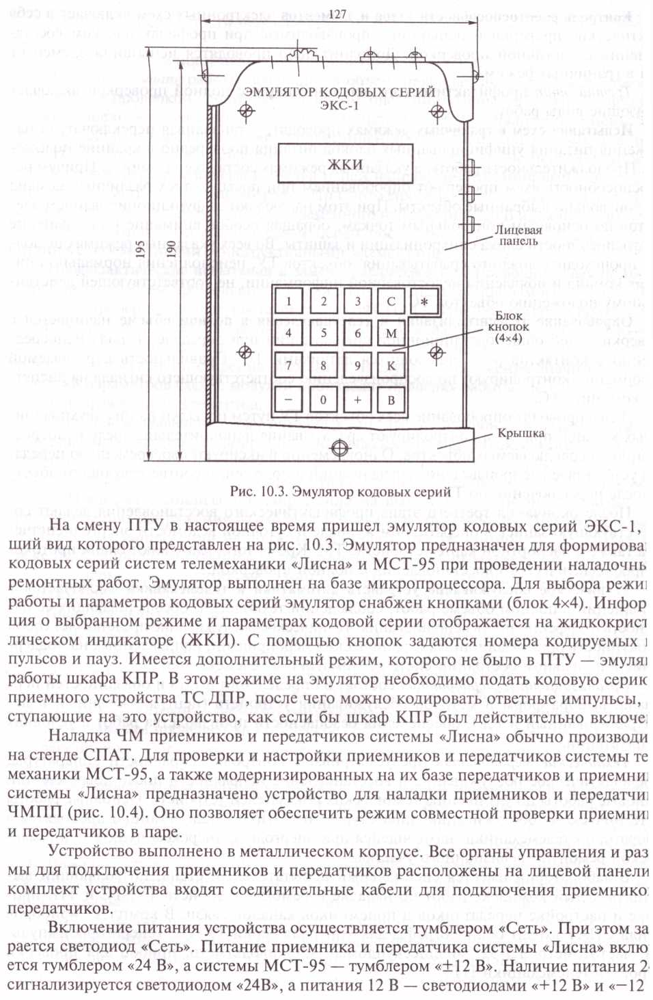 127
ЭМУЛЯТОР КОДОВЫХ СЕРИЙ
ЭКС-1
ЖКИ
195
190
Лицевая
панель
1 2 3 С *
4 5 6 М
7 8 9 К
− 0 + В
Блок
кнопок
(4×4)
Крышка
Рис. 10.3. Эмулятор кодовых серий
На смену ПТУ в настоящее время пришел эмулятор кодовых серий ЭКС-1,
щий вид которого представлен на рис. 10.3. Эмулятор предназначен для формирова
кодовых серий систем телемеханики «Лисна» и МСТ-95 при проведении наладочны
ремонтных работ. Эмулятор выполнен на базе микропроцессора. Для выбора режи
работы и параметров кодовых серий эмулятор снабжен кнопками (блок 4×4). Инфор
ция о выбранном режиме и параметрах кодовой серии отображается на жидкокрист
лическом индикаторе (ЖКИ). С помощью кнопок задаются номера кодируемых
пульсов и пауз. Имеется дополнительный режим, которого не было в ПТУ — эмуля
работы шкафа КПР. В этом режиме на эмулятор необходимо подать кодовую серию
приемного устройства ТС ДПР, после чего можно кодировать ответные импульсы,
ступающие на это устройство, как если бы шкаф КПР был действительно включе
Наладка ЧМ приемников и передатчиков системы «Лисна» обычно производи
на стенде СПАТ. Для проверки и настройки приемников и передатчиков системы те
механики МСТ-95, а также модернизированных на их базе передатчиков и приемни
системы «Лисна» предназначено устройство для наладки приемников и передатчи
ЧМПП (рис. 10.4). Оно позволяет обеспечить режим совместной проверки приемни
и передатчиков в паре.
Устройство выполнено в металлическом корпусе. Все органы управления и раз
мы для подключения приемников и передатчиков расположены на лицевой панели
комплект устройства входят соединительные кабели для подключения приемнико
передатчиков.
Включение питания устройства осуществляется тумблером «Сеть». При этом за
рается светодиод «Сеть». Питание приемника и передатчика системы «Лисна» вклю
ется тумблером «24 В», а системы МСТ-95 — тумблером «±12 В». Наличие питания 2
сигнализируется светодиодом «24В», а питания 12 В — светодиодами «+12 В» и «−12